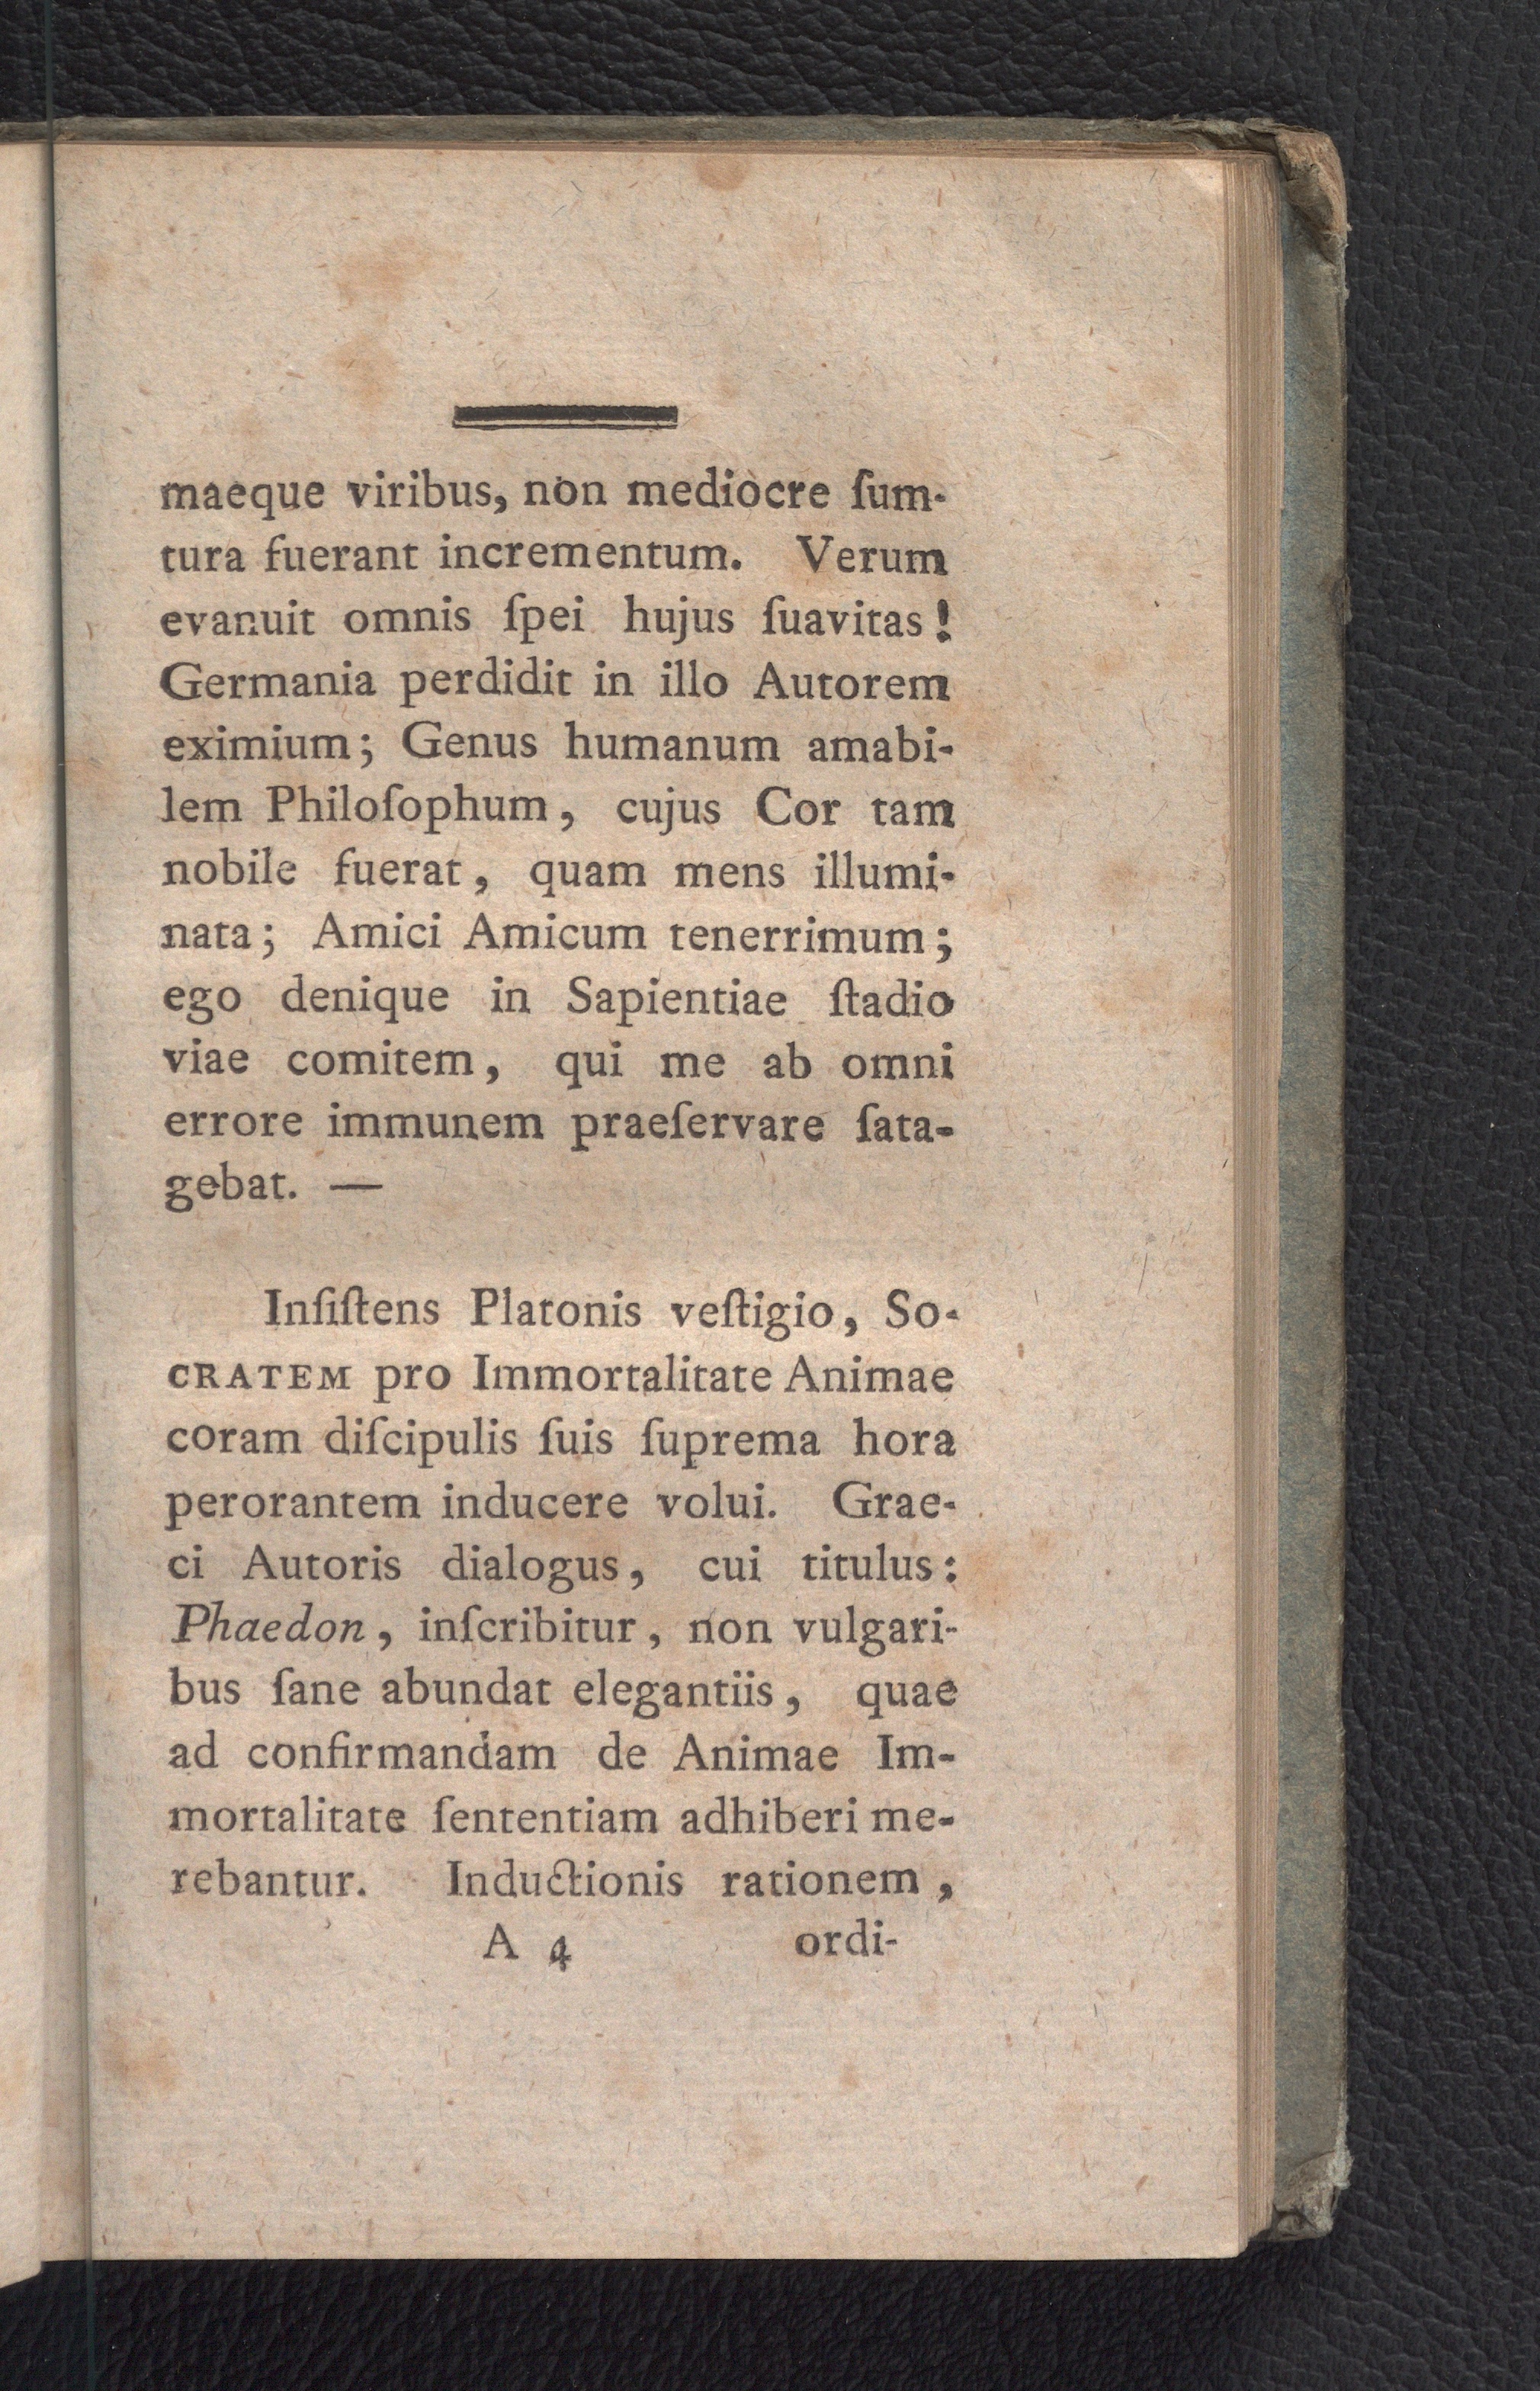 maeque viribus, non mediocre ſum-
tura fuerant incrementum. Verum
evanuit omnis ſpei hujus ſuavitas!
Germania perdidit in illo Autorem
eximium; Genus humanum amabi-
lem Philoſophum, cujus Cor tam
nobile fuerat, quam mens illumi-
nata; Amici Amicum tenerrimum;
ego denique in Sapientiae ſtadio
viae comitem, qui me ab omni
errore immunem praeſervare ſata-
gebat. —
Inſiſtens Platonis veſtigio, So-
CRATEM pro Immortalitate Animae
coram diſcipulis ſuis ſuprema hora
perorantem inducere volui. Grae-
ci Autoris dialogus, cui titulus:
Phaedon, inſcribitur, non vulgari-
bus ſane abundat elegantiis, quae
ad confirmandam de Animae Im-
mortalitate ſententiam adhiberi me-
rebantur. Inductionis rationem,
A 4 ordi-